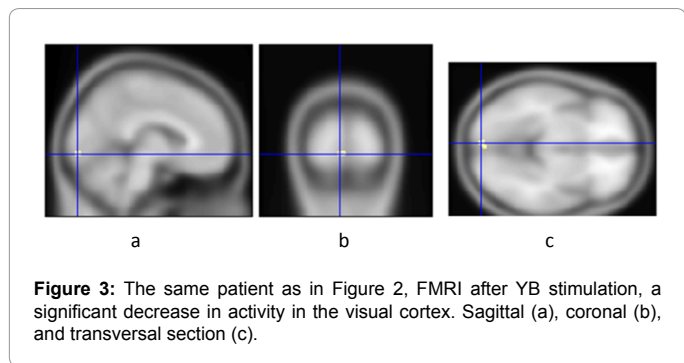 a b c
Figure 3: The same patient as in Figure 2, FMRI after YB stimulation, a
significant decrease in activity in the visual cortex. Sagittal (a), coronal (b),
and transversal section (c).